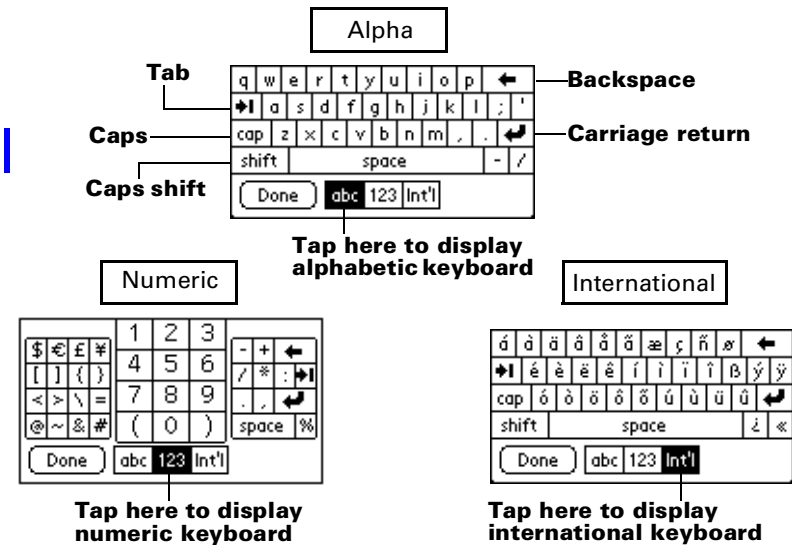 Alpha
Tab
Backspace
Caps
Carriage return
Caps shift
q w e r t y u i o p
a s d f g h j k l ; '
cap z x c v b n m , .
shift space - /
Done abc 123 Int'l
Tap here to display
alphabetic keyboard
Numeric
$ € £ ¥
[ ] { }
< > \ =
@ ~ & #
1 2 3
4 5 6
7 8 9
( 0 )
- +
/ * :
. ,
space %
Done abc 123 Int'l
Tap here to display
numeric keyboard
International
á à ä â å ã æ ç ñ ø
é è ë ê í ì ï î ß ý ÿ
cap ó ò ö ô õ ú ù ü û
shift space ¿ «
Done abc 123 Int'l
Tap here to display
international keyboard